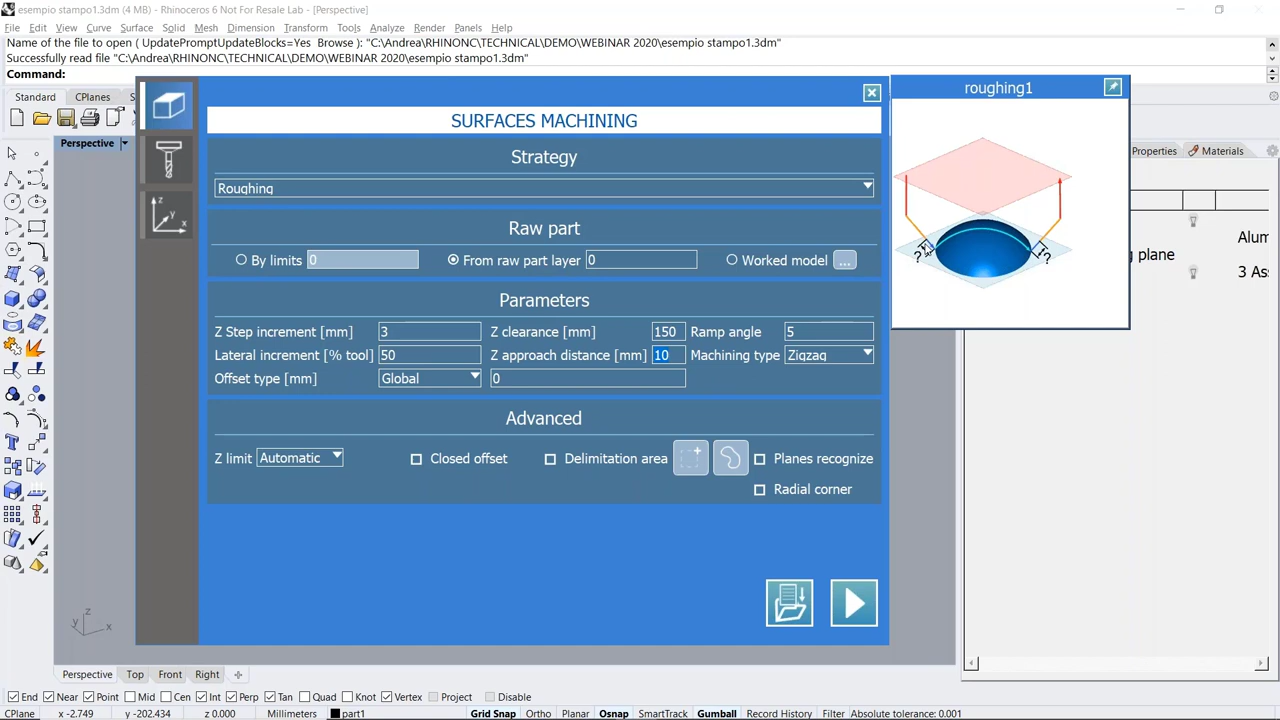 esempio stampo1.3dm (4 MB) - Rhinoceros 6 Not For Resale Lab - [Perspective]
File Edit View Curve Surface Solid Mesh Dimension Transform Tools Analyze Render Panels Help
Name of the file to open ( UpdatePromptUpdateBlocks=Yes Browse ): "C:\Andrea\RHINONC\TECHNICAL\DEMO\WEBINAR 2020\esempio stampo1.3dm"
Successfully read file "C:\Andrea\RHINONC\TECHNICAL\DEMO\WEBINAR 2020\esempio stampo1.3dm"
Command:
Standard CPlanes S
Perspective
roughing1
SURFACES MACHINING
Strategy
Roughing
Raw part
By limits 0 From raw part layer 0 Worked model ...
Parameters
Z Step increment [mm] 3 Z clearance [mm] 150 Ramp angle 5
Lateral increment [% tool] 50 Z approach distance [mm] 10 Machining type Zigzag
Offset type [mm] Global 0
Advanced
Z limit Automatic Closed offset Delimitation area Planes recognize
Radial corner
z
y
x
? ?
Properties Materials
Alum
g plane
3 Ass
z
y
x
Perspective Top Front Right
End Near Point Mid Cen Int Perp Tan Quad Knot Vertex Project Disable
CPlane x -2.749 y -202.434 z 0.000 Millimeters part1 Grid Snap Ortho Planar Osnap SmartTrack Gumball Record History Filter Absolute tolerance: 0.001